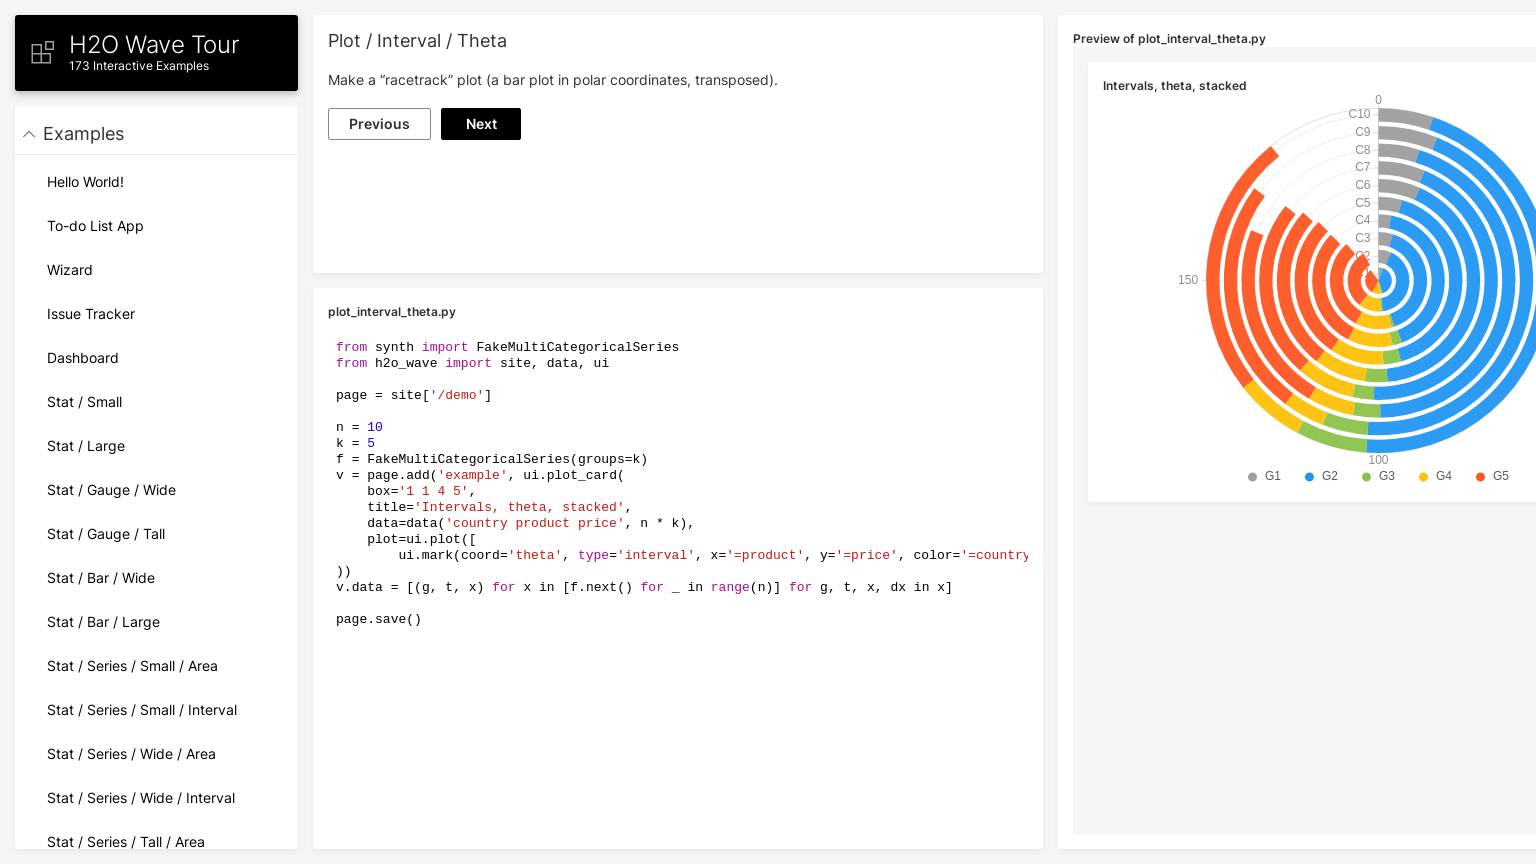 H2O Wave Tour
173 Interactive Examples
Examples
Hello World!
To-do List App
Wizard
Issue Tracker
Dashboard
Stat / Small
Stat / Large
Stat / Gauge / Wide
Stat / Gauge / Tall
Stat / Bar / Wide
Stat / Bar / Large
Stat / Series / Small / Area
Stat / Series / Small / Interval
Stat / Series / Wide / Area
Stat / Series / Wide / Interval
Stat / Series / Tall / Area
Plot / Interval / Theta
Make a “racetrack” plot (a bar plot in polar coordinates, transposed).
Previous Next
plot_interval_theta.py
from synth import FakeMultiCategoricalSeries
from h2o_wave import site, data, ui
page = site['/demo']
n = 10
k = 5
f = FakeMultiCategoricalSeries(groups=k)
v = page.add('example', ui.plot_card(
box='1 1 4 5',
title='Intervals, theta, stacked',
data=data('country product price', n * k),
plot=ui.plot([
ui.mark(coord='theta', type='interval', x='=product', y='=price', color='=country
))
v.data = [(g, t, x) for x in [f.next() for _ in range(n)] for g, t, x, dx in x]
page.save()
Preview of plot_interval_theta.py
Intervals, theta, stacked
0
C10
C9
C8
C7
C6
C5
C4
C3
C2
150
100
G1 G2 G3 G4 G5